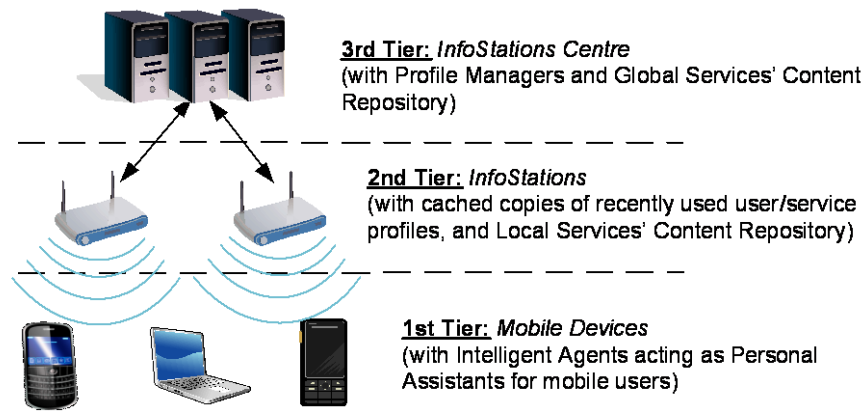 3rd Tier: InfoStations Centre
(with Profile Managers and Global Services' Content
Repository)
2nd Tier: InfoStations
(with cached copies of recently used user/service
profiles, and Local Services' Content Repository)
1st Tier: Mobile Devices
(with Intelligent Agents acting as Personal
Assistants for mobile users)